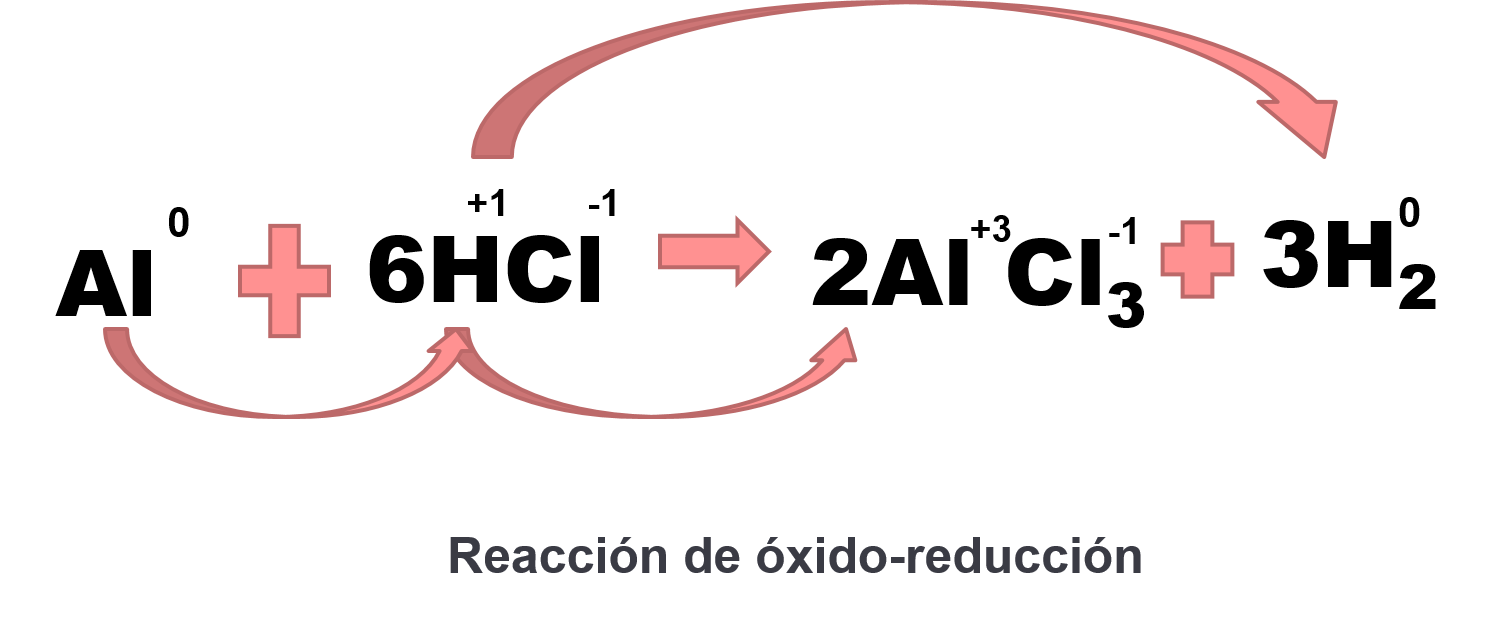 Al⁰ + 6H⁺¹Cl⁻¹ → 2Al⁺³Cl₃⁻¹ + 3H₂⁰
Reacción de óxido-reducción